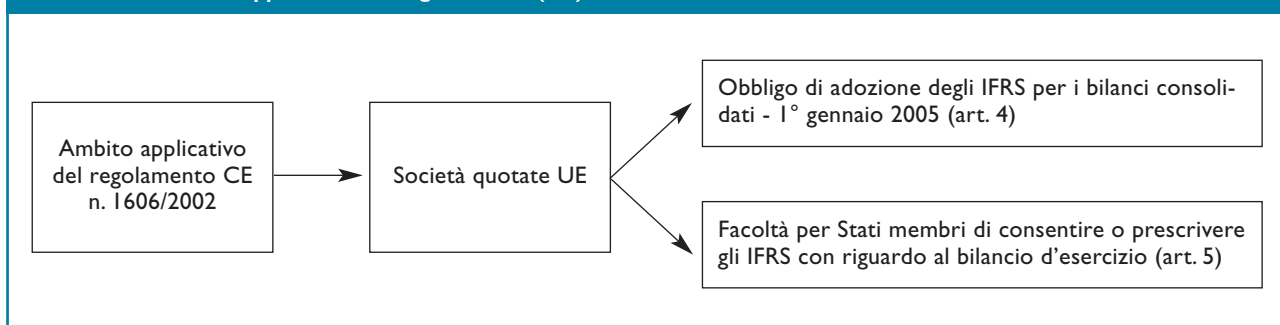 Ambito applicativo
del regolamento CE
n. 1606/2002
Società quotate UE
Obbligo di adozione degli IFRS per i bilanci consoli-
dati - 1° gennaio 2005 (art. 4)
Facoltà per Stati membri di consentire o prescrivere
gli IFRS con riguardo al bilancio d’esercizio (art. 5)